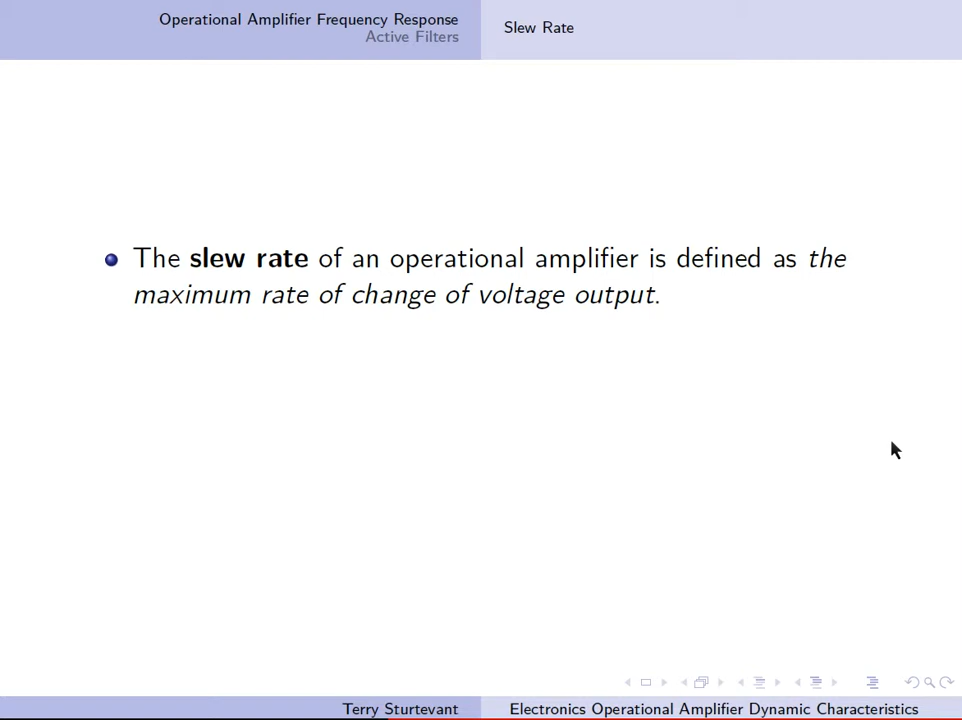 Operational Amplifier Frequency Response
Active Filters
Slew Rate
The slew rate of an operational amplifier is defined as the
maximum rate of change of voltage output.
Terry Sturtevant
Electronics Operational Amplifier Dynamic Characteristics